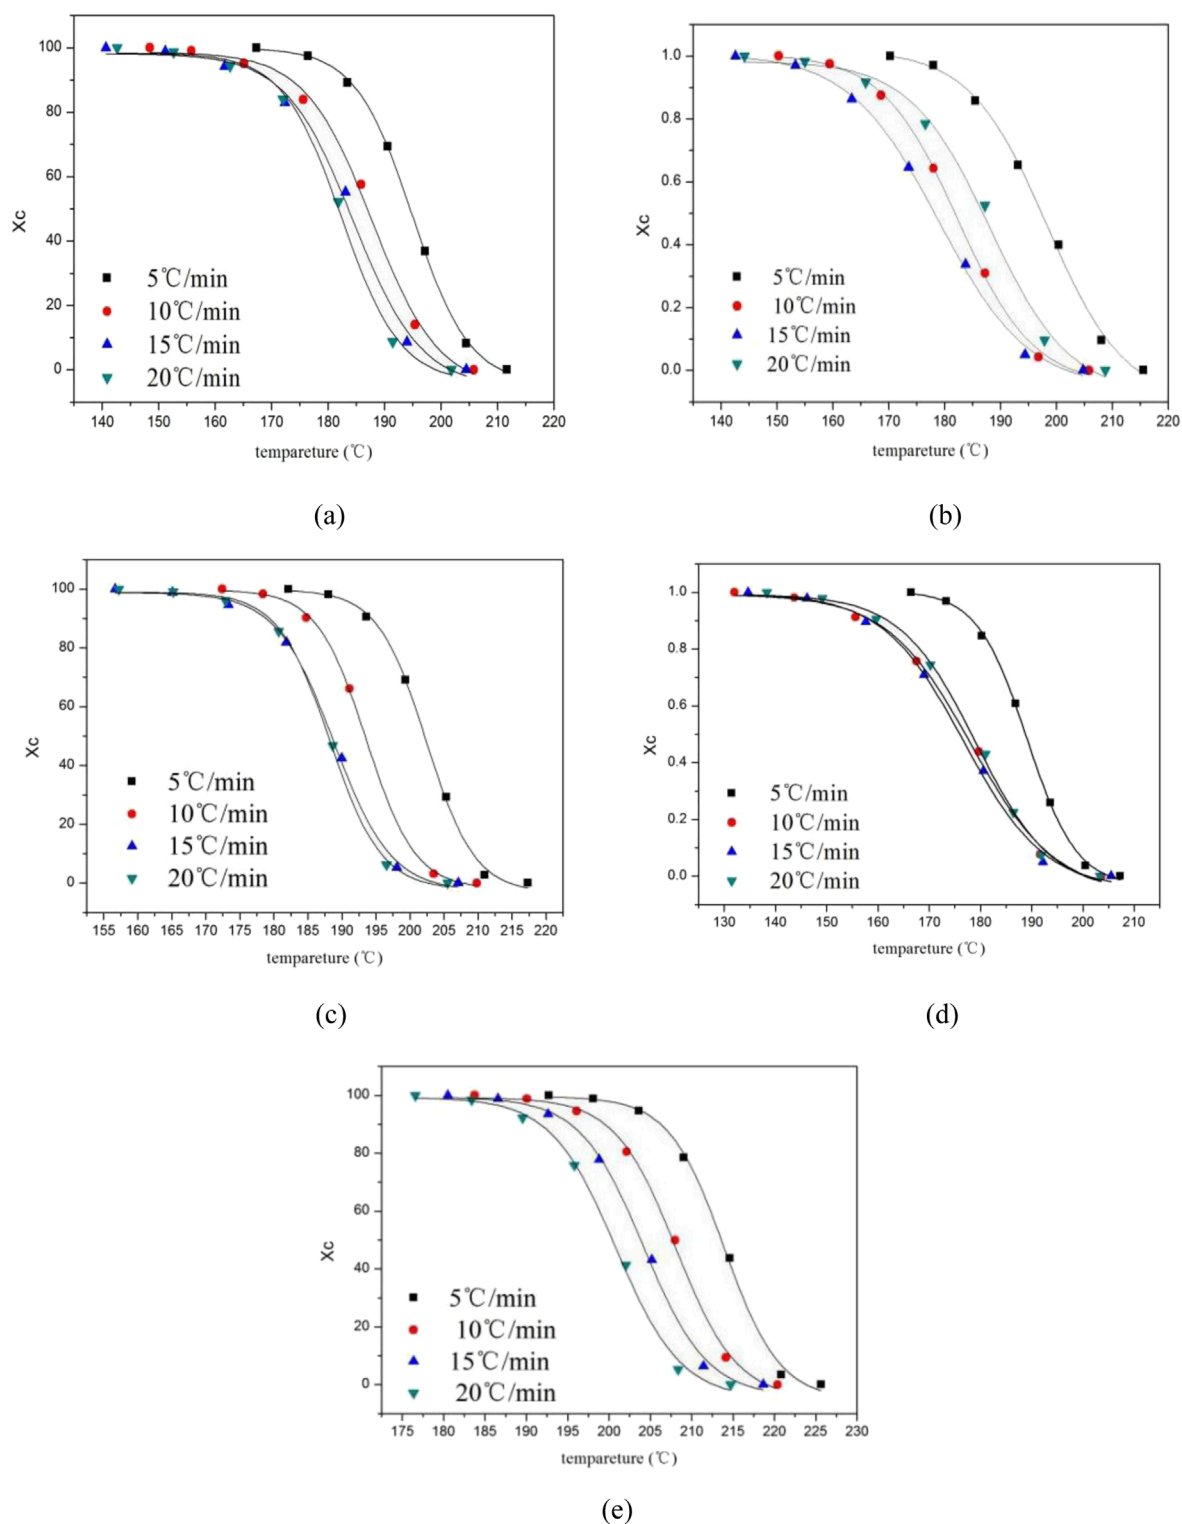 100
80
60
40
20
0
Xc
5℃/min
10℃/min
15℃/min
20℃/min
140 150 160 170 180 190 200 210 220
tempareture (℃)
(a)
1.0
0.8
0.6
0.4
0.2
0.0
Xc
5℃/min
10℃/min
15℃/min
20℃/min
140 150 160 170 180 190 200 210 220
tempareture (℃)
(b)
100
80
60
40
20
0
Xc
5℃/min
10℃/min
15℃/min
20℃/min
155 160 165 170 175 180 185 190 195 200 205 210 215 220
tempareture (℃)
(c)
1.0
0.8
0.6
0.4
0.2
0.0
Xc
5℃/min
10℃/min
15℃/min
20℃/min
130 140 150 160 170 180 190 200 210
tempareture (℃)
(d)
100
80
60
40
20
0
Xc
5℃/min
10℃/min
15℃/min
20℃/min
175 180 185 190 195 200 205 210 215 220 225 230
tempareture (℃)
(e)